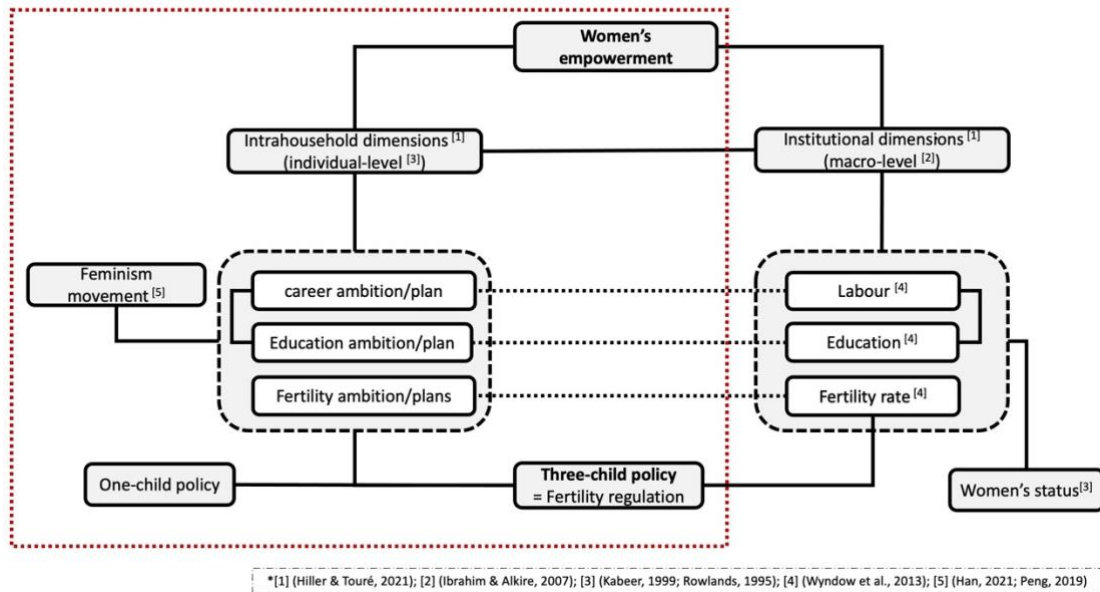 Women's
empowerment
Intrahousehold dimensions [1]
(individual-level [3])
Institutional dimensions [1]
(macro-level [2])
Feminism
movement [5]
career ambition/plan
Labour [4]
Education ambition/plan
Education [4]
Fertility ambition/plans
Fertility rate [4]
One-child policy
Three-child policy
= Fertility regulation
Women's status[3]
*[1] (Hiller & Touré, 2021); [2] (Ibrahim & Alkire, 2007); [3] (Kabeer, 1999; Rowlands, 1995); [4] (Wyndow et al., 2013); [5] (Han, 2021; Peng, 2019)